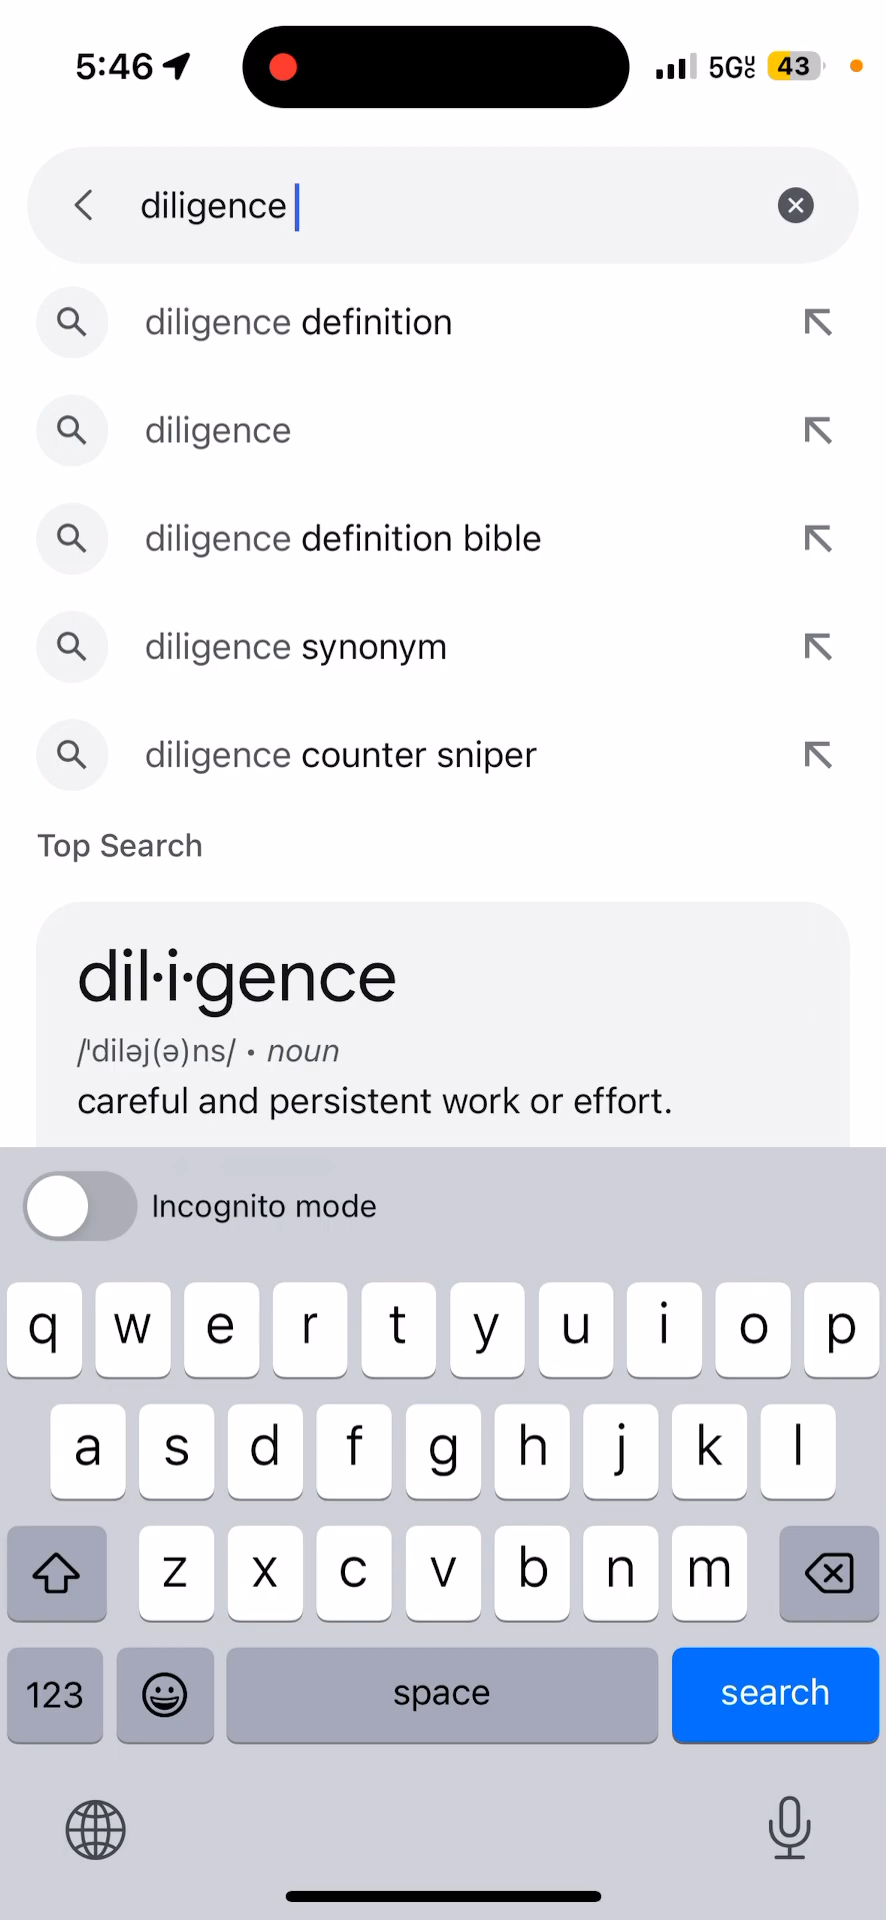 5:46
5GUC 43
diligence
diligence definition
diligence
diligence definition bible
diligence synonym
diligence counter sniper
Top Search
dil·i·gence
/ˈdiləj(ə)ns/ • noun
careful and persistent work or effort.
Incognito mode
q w e r t y u i o p
a s d f g h j k l
z x c v b n m
123 space search